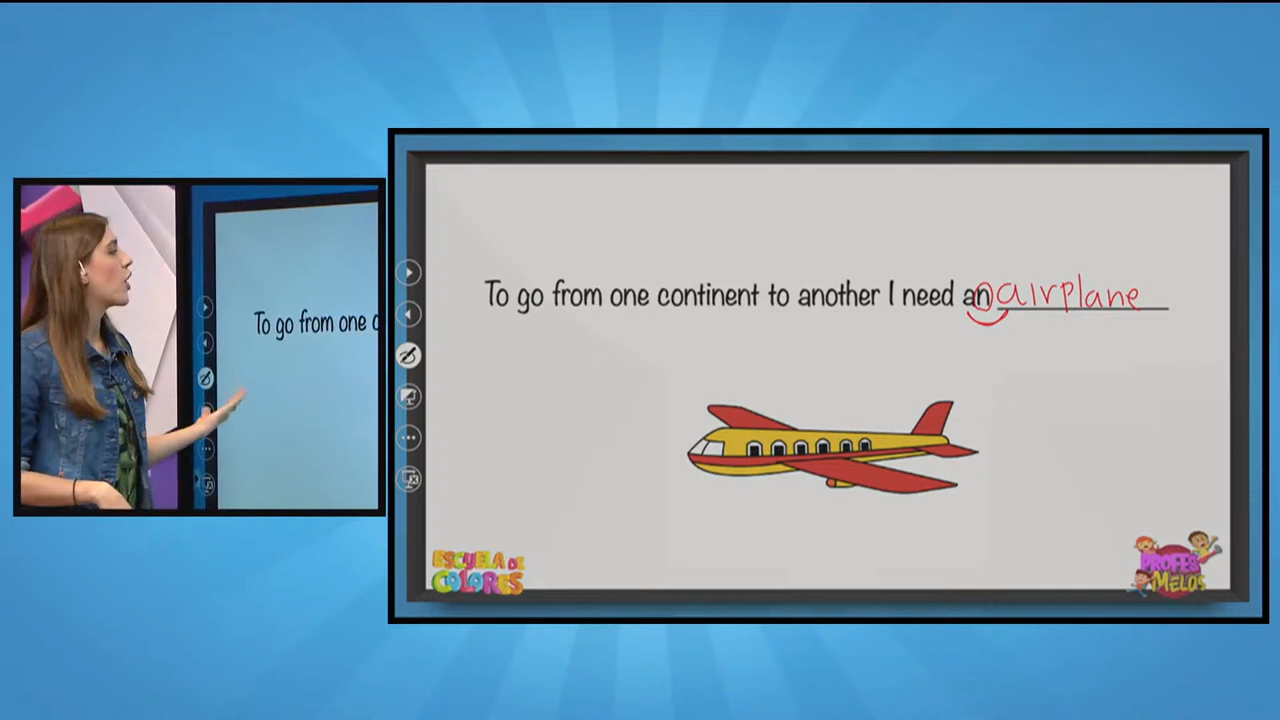 To go from one c
To go from one continent to another I need an airplane
ESCUELA DE
COLORES
PROFES
MELOS